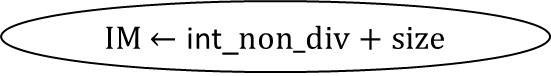 IM ← int_non_div + size